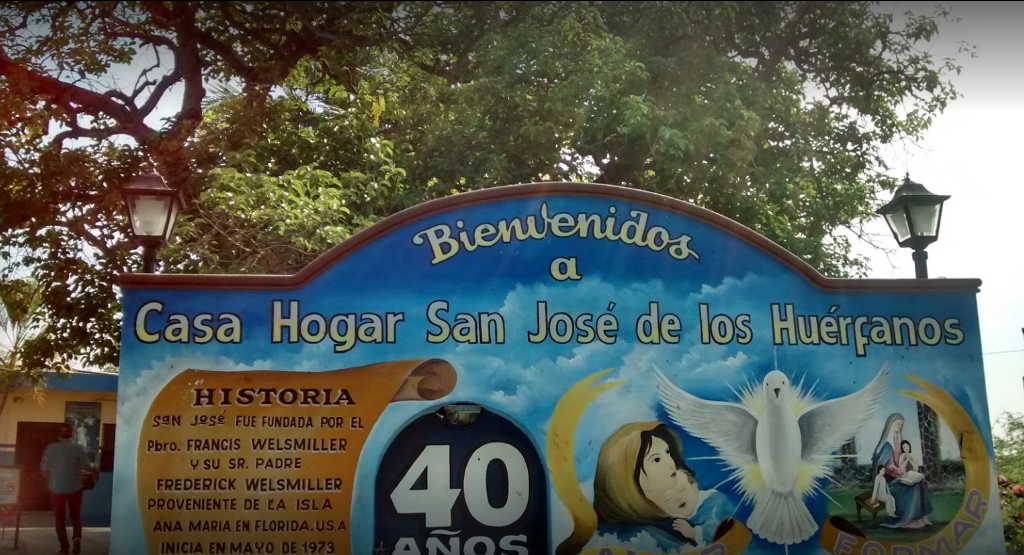 Bienvenidos
a
Casa Hogar San José de los Huérfanos
HISTORIA
SAN JOSÉ FUE FUNDADA POR EL
Pbro. FRANCIS WELSMILLER
Y SU SR. PADRE
FREDERICK WELSMILLER
PROVENIENTE DE LA ISLA
ANA MARIA EN FLORIDA, U.S.A
INICIA EN MAYO DE 1973
40
AÑOS
FORMAR